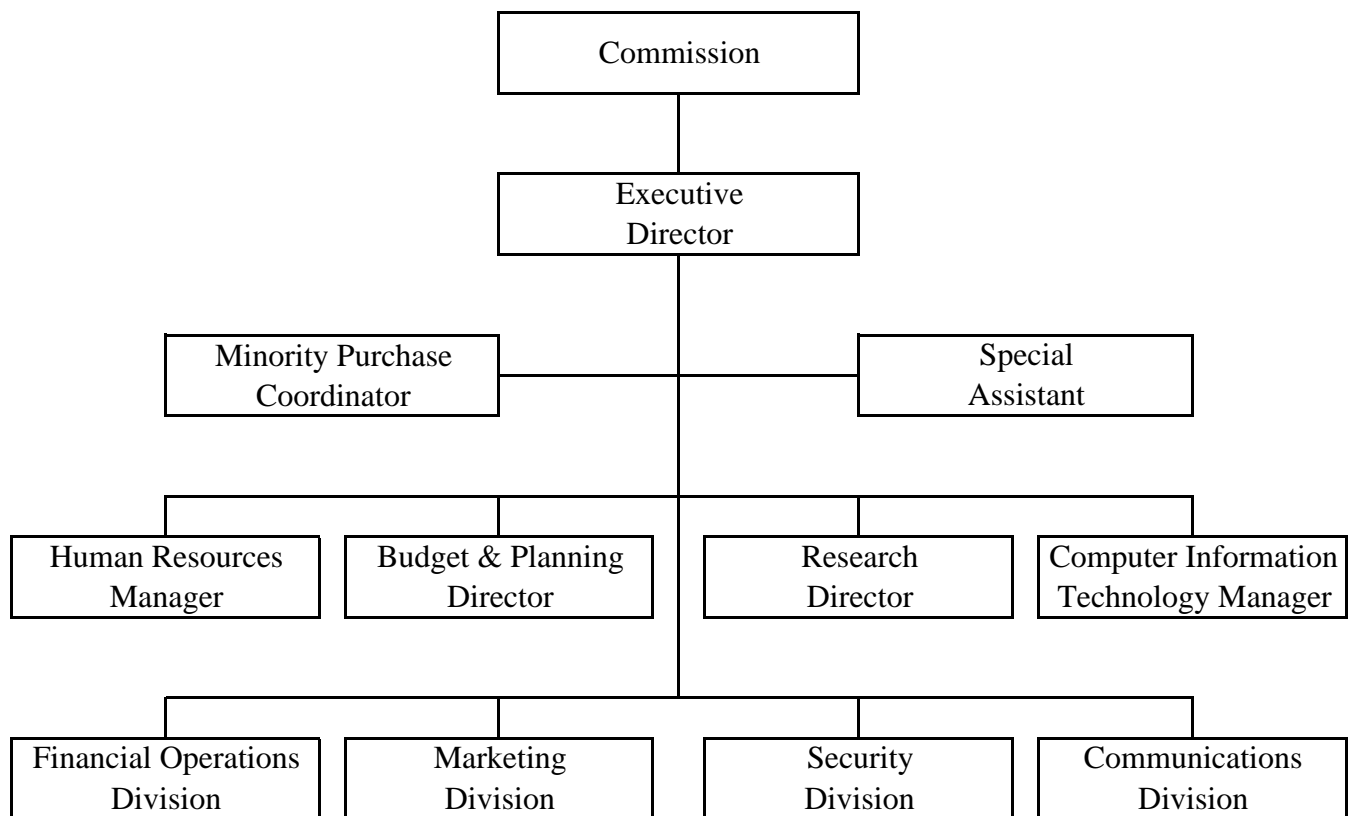 Commission
Executive
Director
Minority Purchase
Coordinator
Special
Assistant
Human Resources
Manager
Budget & Planning
Director
Research
Director
Computer Information
Technology Manager
Financial Operations
Division
Marketing
Division
Security
Division
Communications
Division